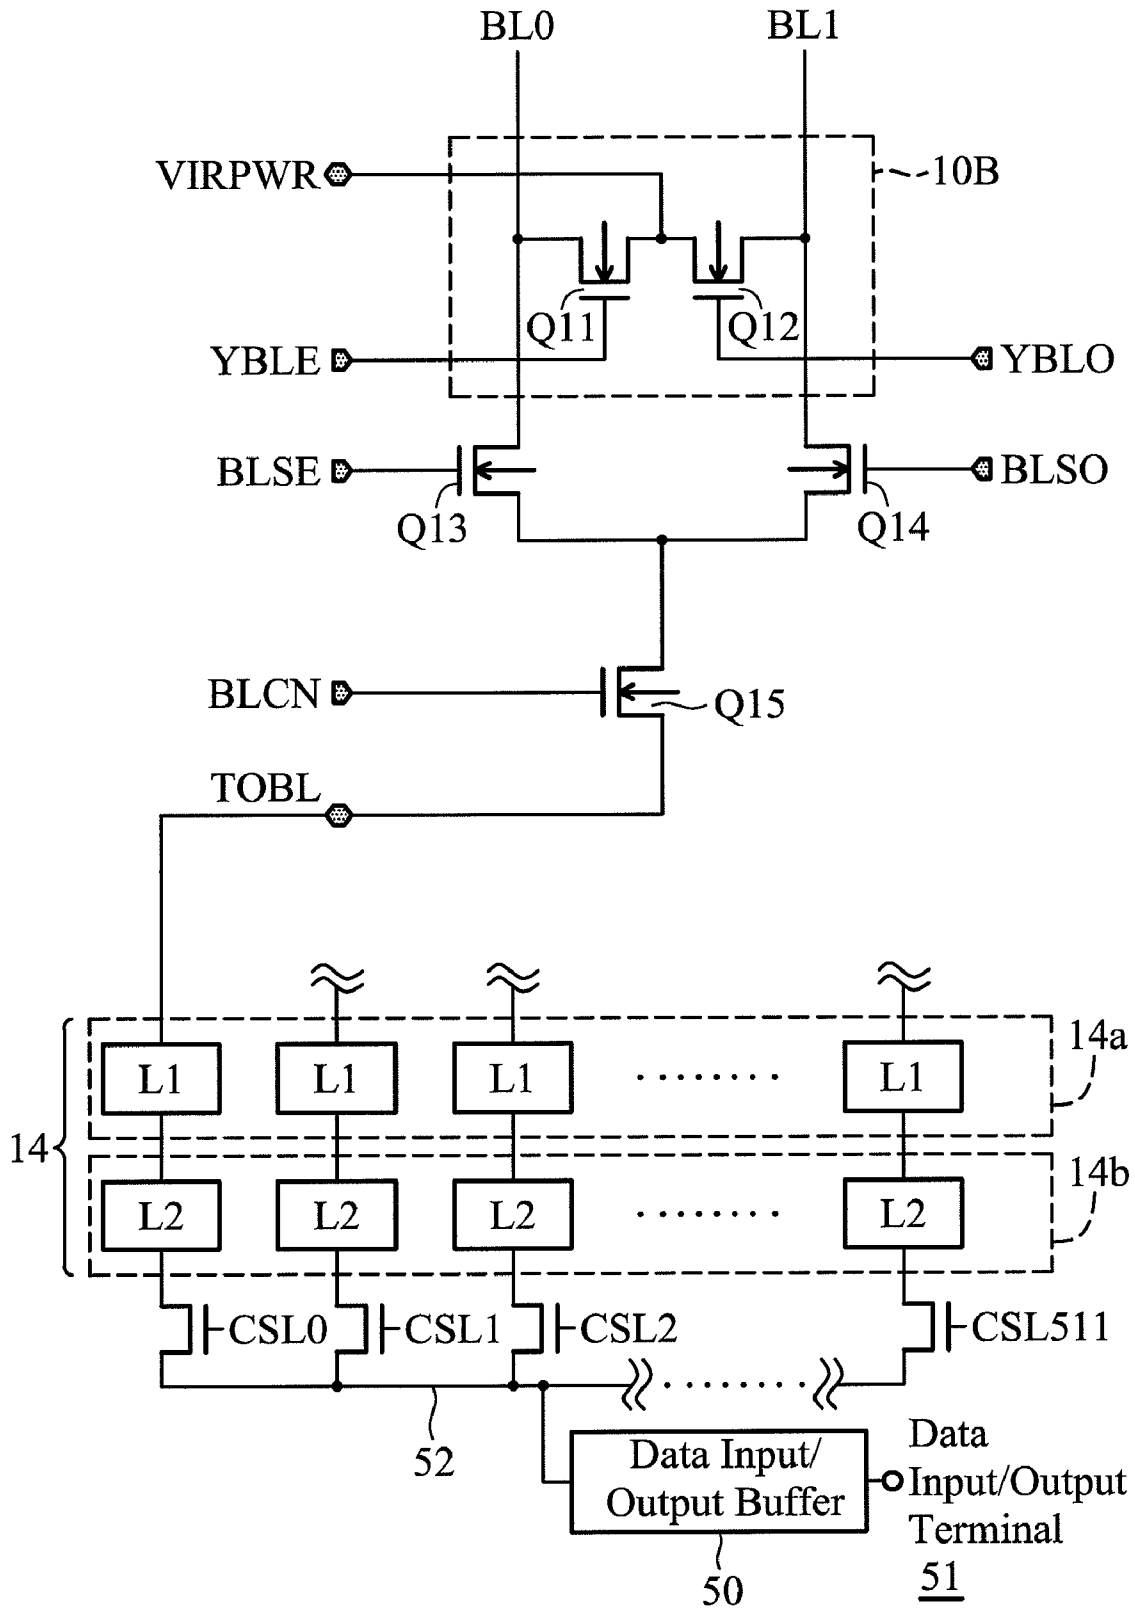 BL0 BL1
VIRPWR
10B
Q11 Q12
YBLE YBLO
BLSE BLSO
Q13 Q14
BLCN
Q15
TOBL
14a
L1 L1 L1 ........ L1
14
14b
L2 L2 L2 ........ L2
CSL0 CSL1 CSL2 CSL511
........
52
Data Input/
Output Buffer
50
Data
Input/Output
Terminal
51